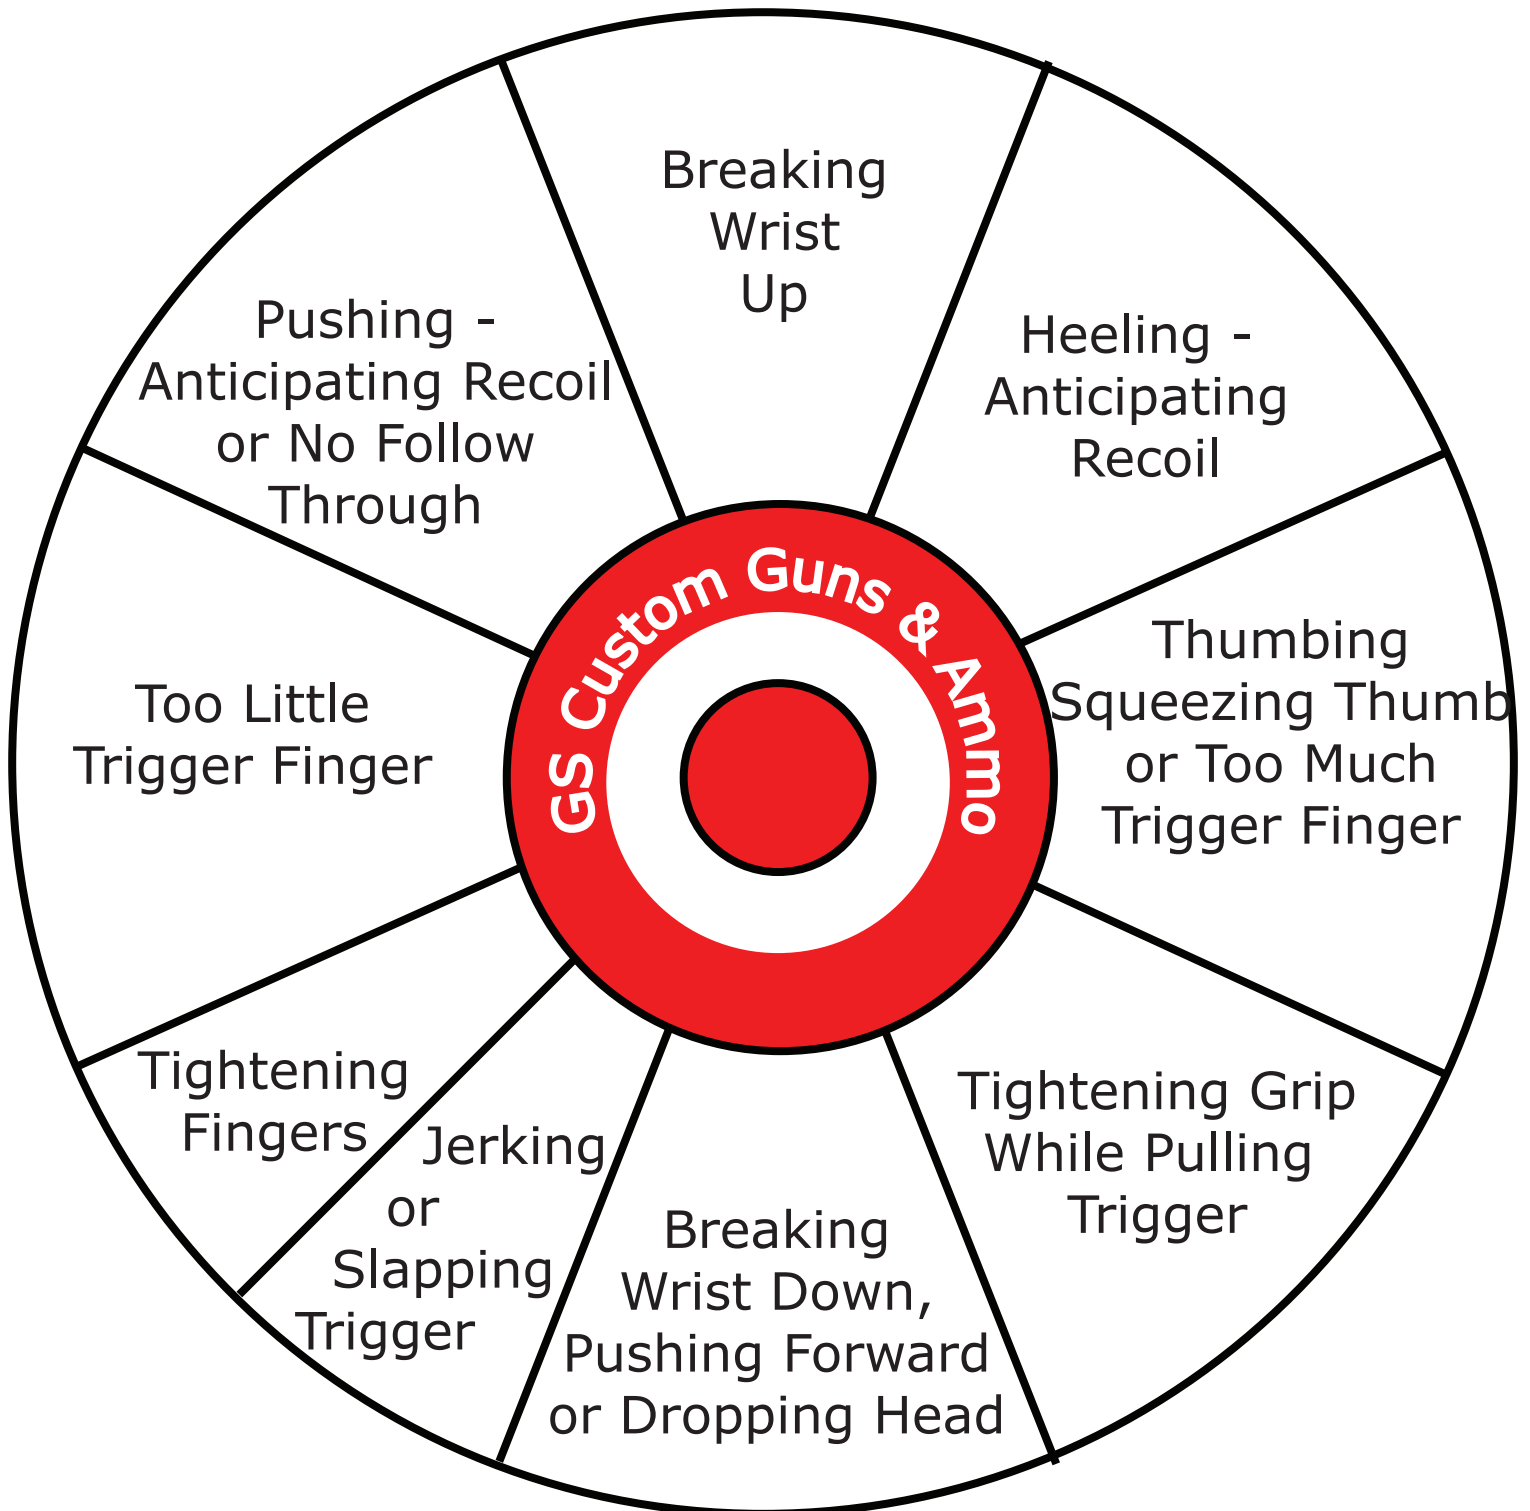 Breaking
Wrist
Up
Pushing -
Anticipating Recoil
or No Follow
Through
Heeling -
Anticipating
Recoil
GS Custom Guns & Ammo
Too Little
Trigger Finger
Thumbing
Squeezing Thumb
or Too Much
Trigger Finger
Tightening
Fingers
Jerking
or
Slapping
Trigger
Breaking
Wrist Down,
Pushing Forward
or Dropping Head
Tightening Grip
While Pulling
Trigger